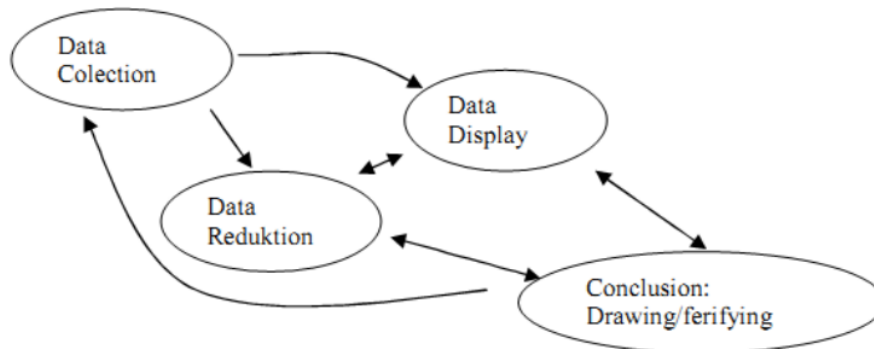 Data
Colection
Data
Display
Data
Reduktion
Conclusion:
Drawing/ferifying